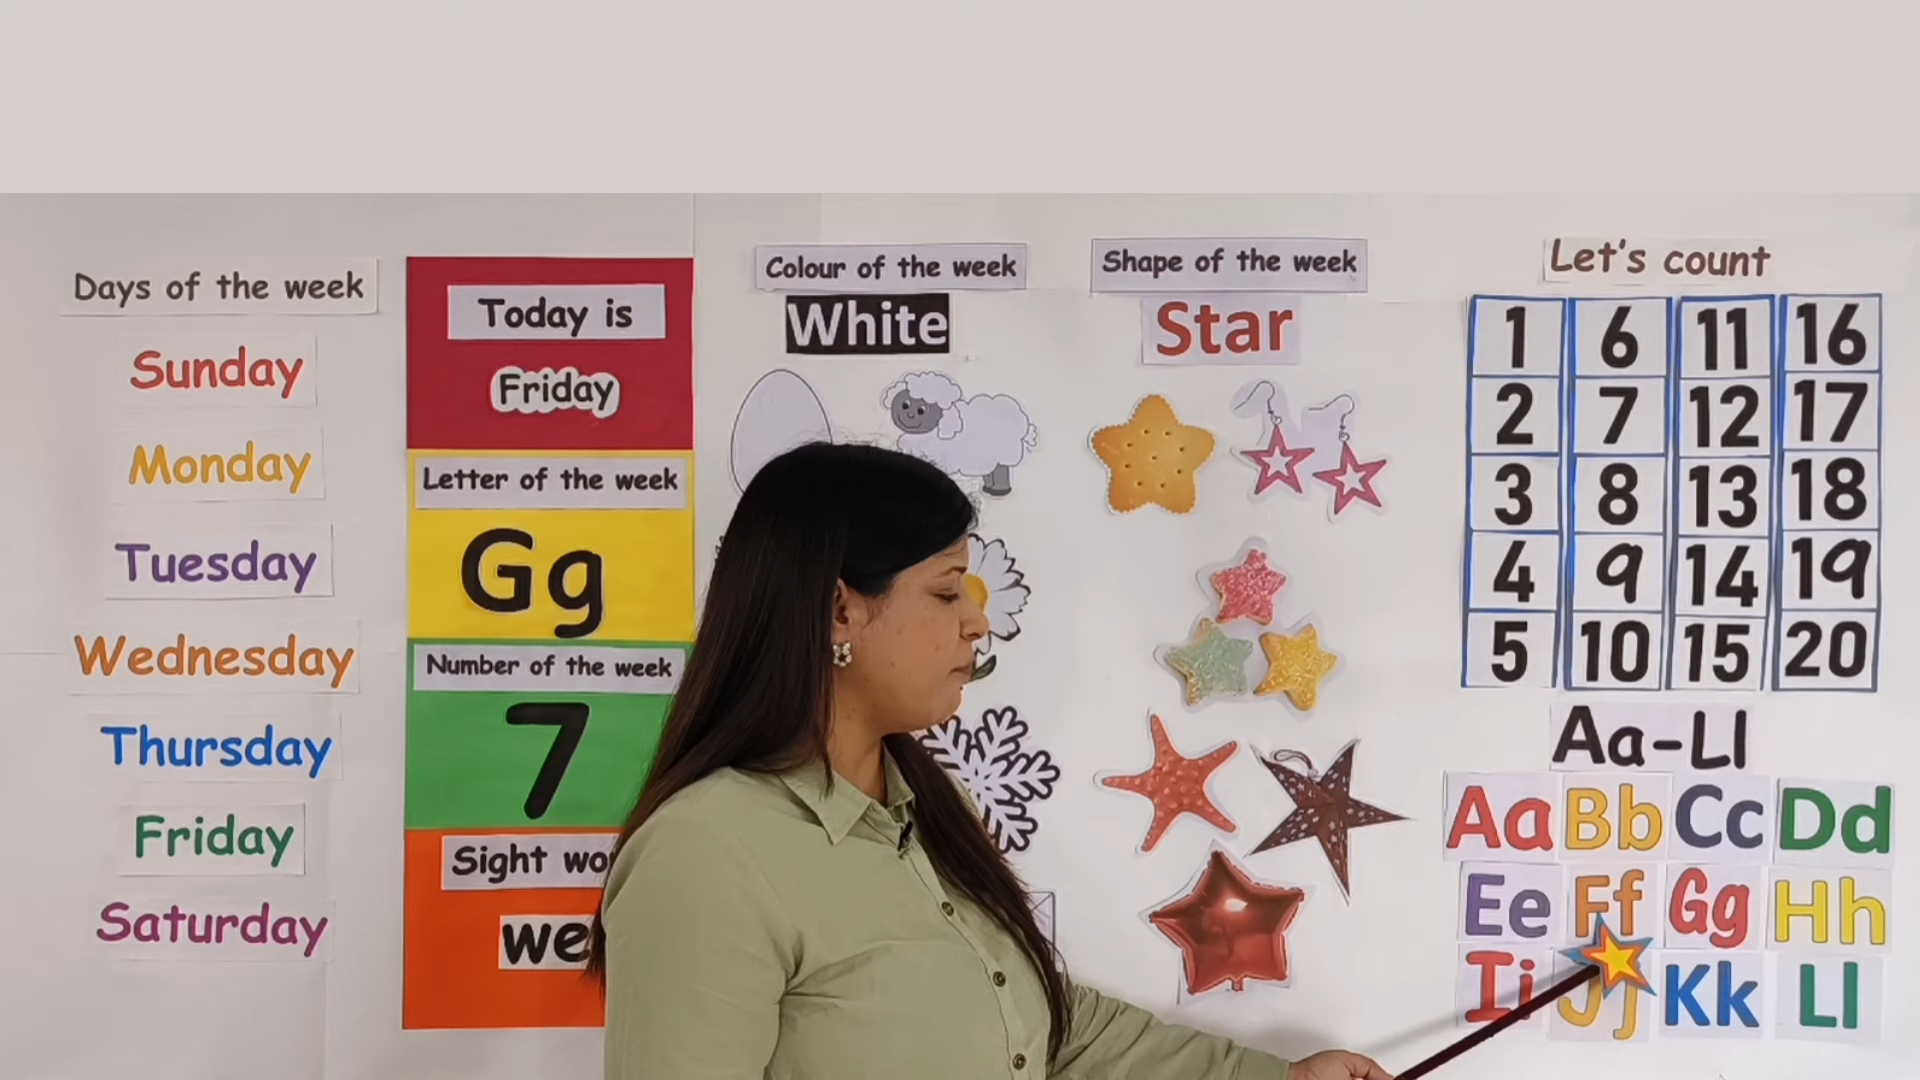 Days of the week
Sunday
Monday
Tuesday
Wednesday
Thursday
Friday
Saturday
Today is
Friday
Letter of the week
Gg
Number of the week
7
Sight
we
Colour of the week
White
Shape of the week
Star
Let's count
1 6 11 16
2 7 12 17
3 8 13 18
4 9 14 19
5 10 15 20
Aa-Ll
Aa Bb Cc Dd
Ee Ff Gg Hh
Ii Jj Kk Ll